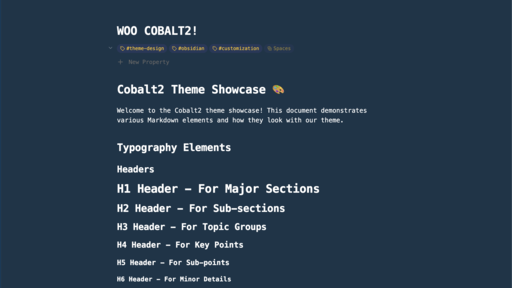 WOO COBALT2!
#theme-design #obsidian #customization Spaces
+ New Property
Cobalt2 Theme Showcase 🎨
Welcome to the Cobalt2 theme showcase! This document demonstrates
various Markdown elements and how they look with our theme.
Typography Elements
Headers
H1 Header – For Major Sections
H2 Header – For Sub-sections
H3 Header – For Topic Groups
H4 Header – For Key Points
H5 Header – For Sub-points
H6 Header – For Minor Details